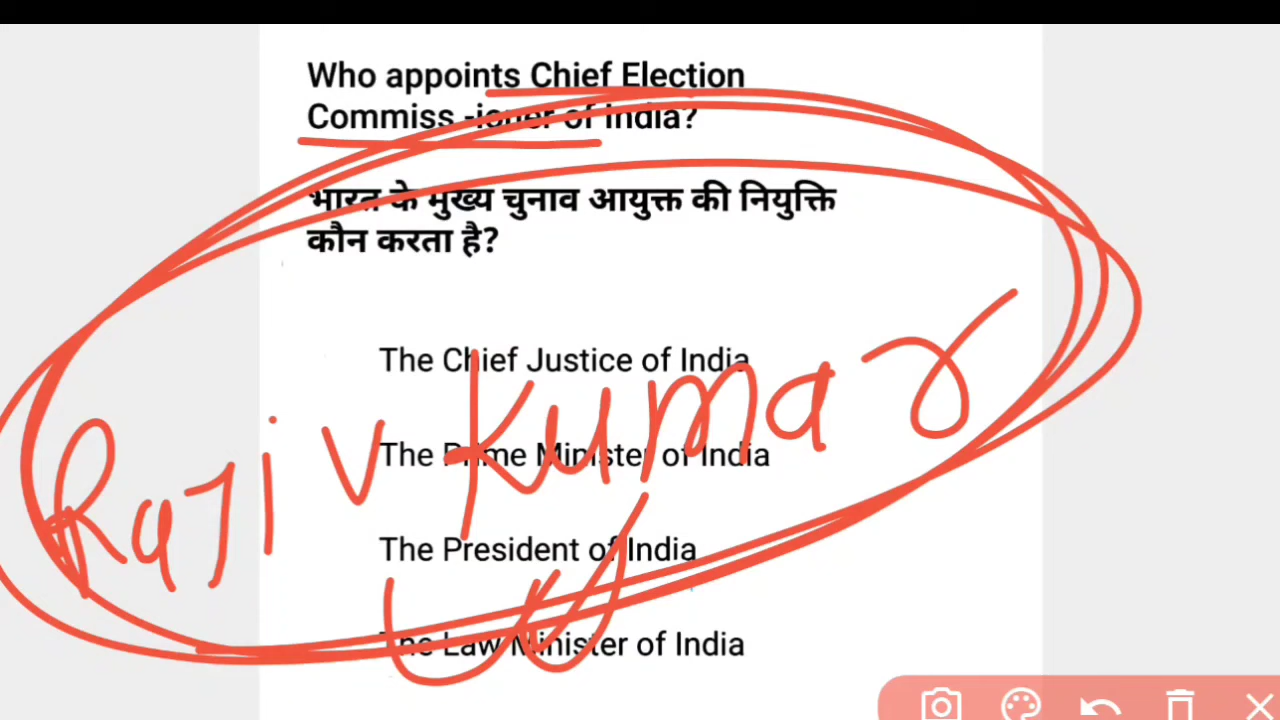 Who appoints Chief Election
Commiss -ioner of India?
भारत के मुख्य चुनाव आयुक्त की नियुक्ति
कौन करता है?
The Chief Justice of India
Rajiv Kumar
The Prime Minister of India
The President of India
The Law Minister of India